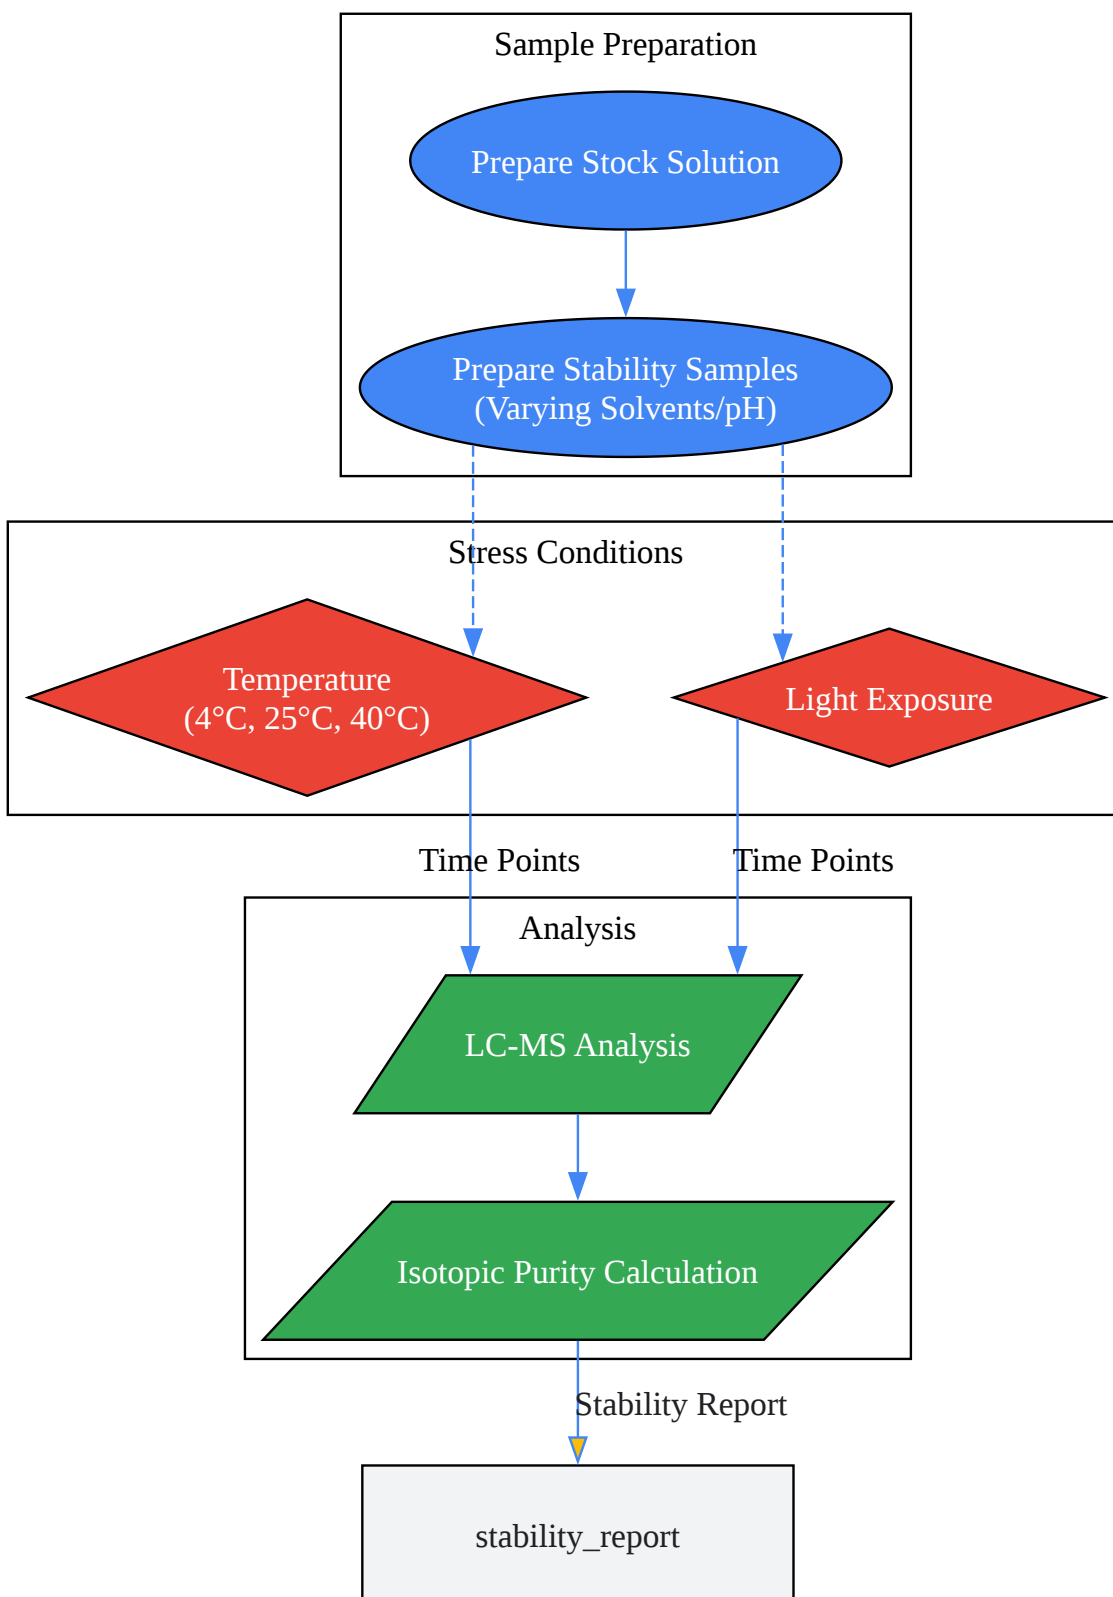 Sample Preparation
Prepare Stock Solution
Prepare Stability Samples
(Varying Solvents/pH)
Stress Conditions
Temperature
(4°C, 25°C, 40°C)
Light Exposure
Time Points
Time Points
Analysis
LC-MS Analysis
Isotopic Purity Calculation
Stability Report
stability_report